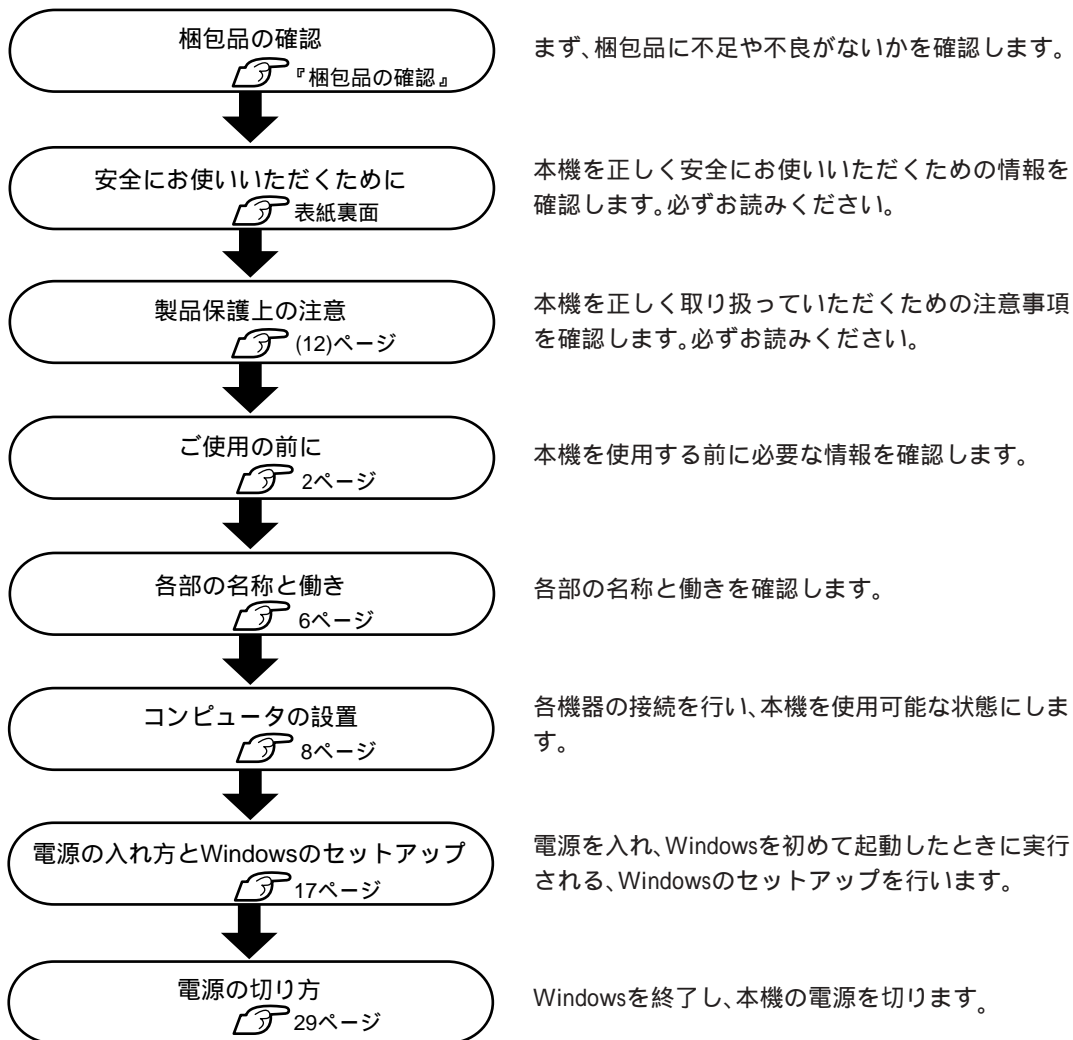 梱包品の確認
『梱包品の確認』
まず、梱包品に不足や不良がないかを確認します。
安全にお使いいただくために
表紙裏面
本機を正しく安全にお使いいただくための情報を
確認します。必ずお読みください。
製品保護上の注意
(12)ページ
本機を正しく取り扱っていただくための注意事項
を確認します。必ずお読みください。
ご使用の前に
2ページ
本機を使用する前に必要な情報を確認します。
各部の名称と働き
6ページ
各部の名称と働きを確認します。
コンピュータの設置
8ページ
各機器の接続を行い、本機を使用可能な状態にしま
す。
電源の入れ方とWindowsのセットアップ
17ページ
電源を入れ、Windowsを初めて起動したときに実行
される、Windowsのセットアップを行います。
電源の切り方
29ページ
Windowsを終了し、本機の電源を切ります。